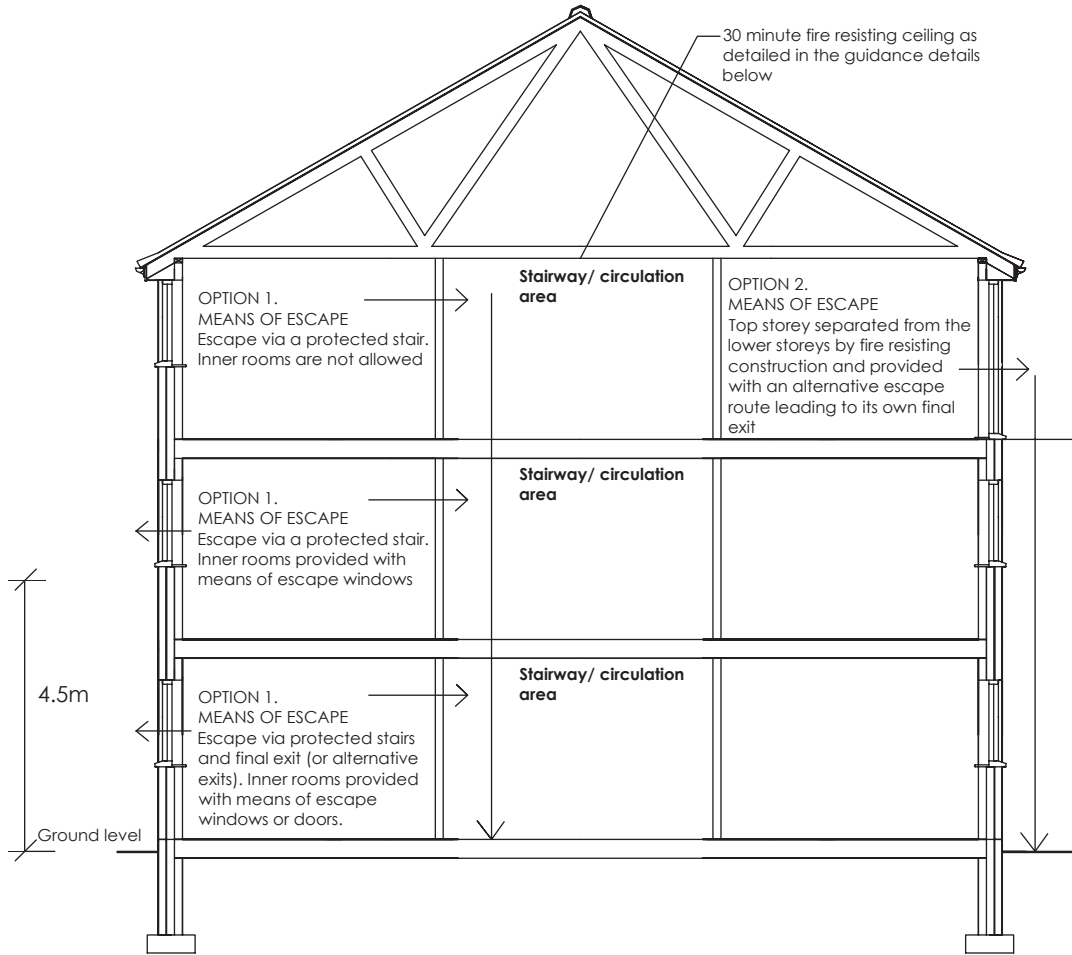 30 minute fire resisting ceiling as
detailed in the guidance details
below
OPTION 1.
MEANS OF ESCAPE
Escape via a protected stair.
Inner rooms are not allowed
Stairway/ circulation
area
OPTION 2.
MEANS OF ESCAPE
Top storey separated from the
lower storeys by fire resisting
construction and provided
with an alternative escape
route leading to its own final
exit
OPTION 1.
MEANS OF ESCAPE
Escape via a protected stair.
Inner rooms provided with
means of escape windows
Stairway/ circulation
area
4.5m
OPTION 1.
MEANS OF ESCAPE
Escape via protected stairs
and final exit (or alternative
exits). Inner rooms provided
with means of escape
windows or doors.
Stairway/ circulation
area
Ground level